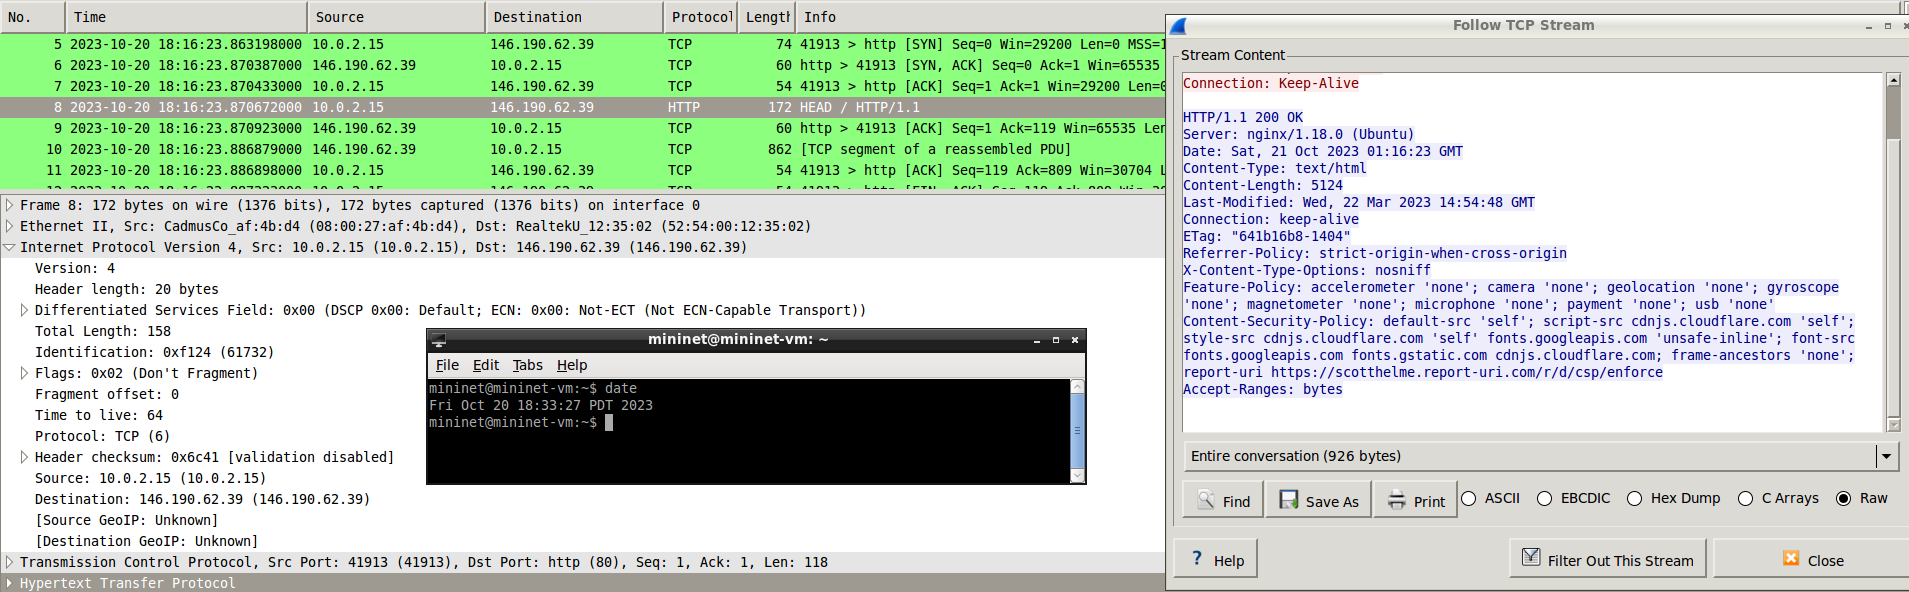 No. Time Source Destination Protocol Length Info
5 2023-10-20 18:16:23.863198000 10.0.2.15 146.190.62.39 TCP 74 41913 > http [SYN] Seq=0 Win=29200 Len=0 MSS=1
6 2023-10-20 18:16:23.870387000 146.190.62.39 10.0.2.15 TCP 60 http > 41913 [SYN, ACK] Seq=0 Ack=1 Win=65535
7 2023-10-20 18:16:23.870433000 10.0.2.15 146.190.62.39 TCP 54 41913 > http [ACK] Seq=1 Ack=1 Win=29200 Len=0
8 2023-10-20 18:16:23.870672000 10.0.2.15 146.190.62.39 HTTP 172 HEAD / HTTP/1.1
9 2023-10-20 18:16:23.870923000 146.190.62.39 10.0.2.15 TCP 60 http > 41913 [ACK] Seq=1 Ack=119 Win=65535 Len
10 2023-10-20 18:16:23.886879000 146.190.62.39 10.0.2.15 TCP 862 [TCP segment of a reassembled PDU]
11 2023-10-20 18:16:23.886898000 10.0.2.15 146.190.62.39 TCP 54 41913 > http [ACK] Seq=119 Ack=809 Win=30704 L
Frame 8: 172 bytes on wire (1376 bits), 172 bytes captured (1376 bits) on interface 0
Ethernet II, Src: CadmusCo_af:4b:d4 (08:00:27:af:4b:d4), Dst: RealtekU_12:35:02 (52:54:00:12:35:02)
Internet Protocol Version 4, Src: 10.0.2.15 (10.0.2.15), Dst: 146.190.62.39 (146.190.62.39)
Version: 4
Header length: 20 bytes
Differentiated Services Field: 0x00 (DSCP 0x00: Default; ECN: 0x00: Not-ECT (Not ECN-Capable Transport))
Total Length: 158
Identification: 0xf124 (61732)
Flags: 0x02 (Don't Fragment)
Fragment offset: 0
Time to live: 64
Protocol: TCP (6)
Header checksum: 0x6c41 [validation disabled]
Source: 10.0.2.15 (10.0.2.15)
Destination: 146.190.62.39 (146.190.62.39)
[Source GeoIP: Unknown]
[Destination GeoIP: Unknown]
Transmission Control Protocol, Src Port: 41913 (41913), Dst Port: http (80), Seq: 1, Ack: 1, Len: 118
Hypertext Transfer Protocol
mininet@mininet-vm: ~
File Edit Tabs Help
mininet@mininet-vm:~$ date
Fri Oct 20 18:33:27 PDT 2023
mininet@mininet-vm:~$
Follow TCP Stream
Stream Content
Connection: Keep-Alive
HTTP/1.1 200 OK
Server: nginx/1.18.0 (Ubuntu)
Date: Sat, 21 Oct 2023 01:16:23 GMT
Content-Type: text/html
Content-Length: 5124
Last-Modified: Wed, 22 Mar 2023 14:54:48 GMT
Connection: keep-alive
ETag: "641b16b8-1404"
Referrer-Policy: strict-origin-when-cross-origin
X-Content-Type-Options: nosniff
Feature-Policy: accelerometer 'none'; camera 'none'; geolocation 'none'; gyroscope
'none'; magnetometer 'none'; microphone 'none'; payment 'none'; usb 'none'
Content-Security-Policy: default-src 'self'; script-src cdnjs.cloudflare.com 'self';
style-src cdnjs.cloudflare.com 'self' fonts.googleapis.com 'unsafe-inline'; font-src
fonts.googleapis.com fonts.gstatic.com cdnjs.cloudflare.com; frame-ancestors 'none';
report-uri https://scotthelme.report-uri.com/r/d/csp/enforce
Accept-Ranges: bytes
Entire conversation (926 bytes)
Find Save As Print ASCII EBCDIC Hex Dump C Arrays Raw
Help Filter Out This Stream Close